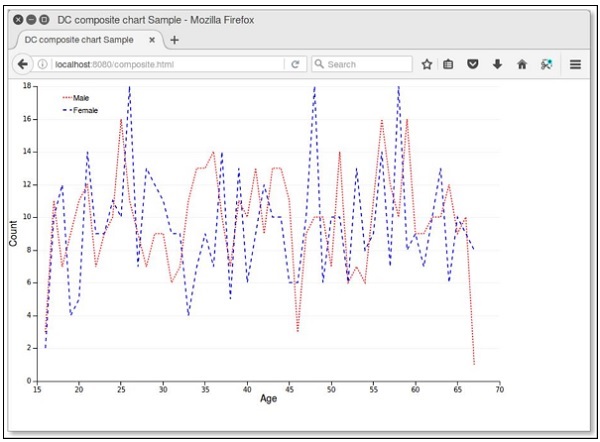 DC composite chart Sample - Mozilla Firefox
DC composite chart Sample
localhost:8080/composite.html
Search
Male
Female
18
16
14
12
10
8
6
4
2
0
Count
15 20 25 30 35 40 45 50 55 60 65 70
Age